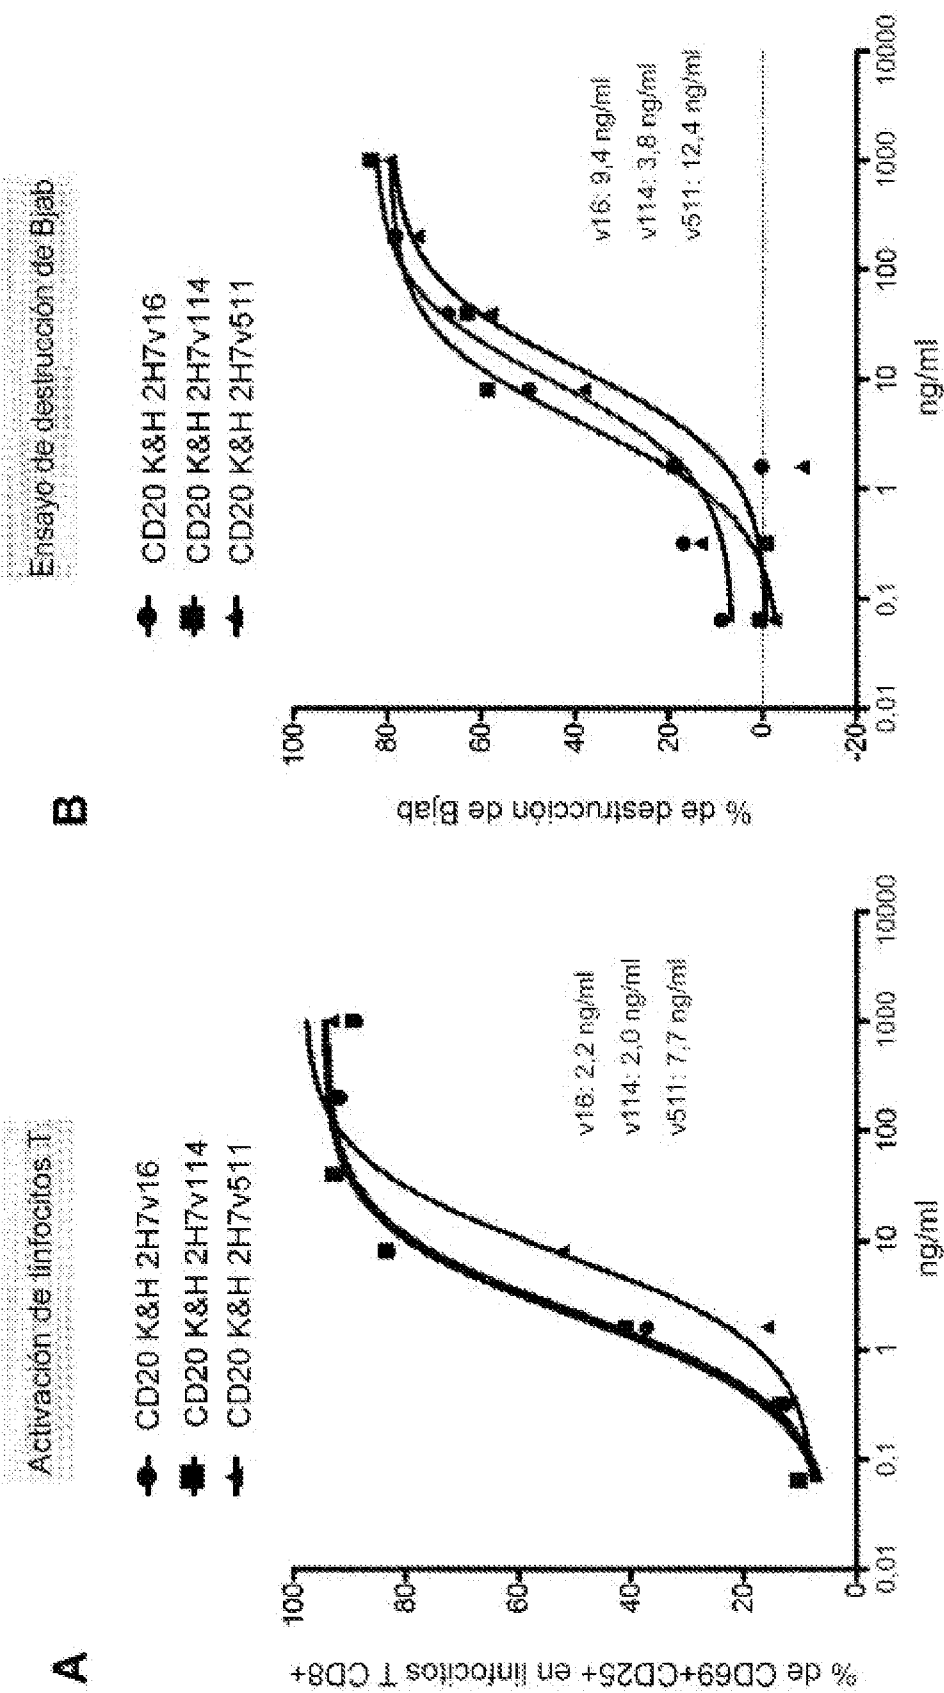 A
Activación de linfocitos T
CD20 K&H 2H7v16
CD20 K&H 2H7v114
CD20 K&H 2H7v511
% de CD69+CD25+ en linfocitos T CD8+
100
80
60
40
20
0
v16: 2,2 ng/ml
v114: 2,0 ng/ml
v511: 7,7 ng/ml
0,01 0,1 1 10 100 1000 10000
ng/ml
B
Ensayo de destrucción de Bjab
CD20 K&H 2H7v16
CD20 K&H 2H7v114
CD20 K&H 2H7v511
% de destrucción de Bjab
100
80
60
40
20
0
-20
v16: 9,4 ng/ml
v114: 3,8 ng/ml
v511: 12,4 ng/ml
0,01 0,1 1 10 100 1000 10000
ng/ml